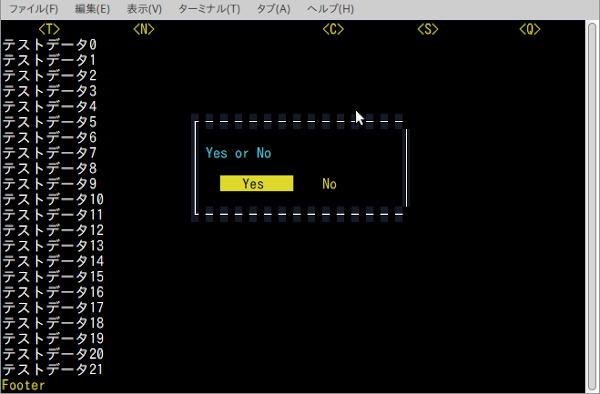 ファイル(F) 編集(E) 表示(V) ターミナル(T) タブ(A) ヘルプ(H)
<T> <N> <C> <S> <Q>
テストデータ0
テストデータ1
テストデータ2
テストデータ3
テストデータ4
テストデータ5
テストデータ6
テストデータ7
テストデータ8
テストデータ9
テストデータ10
テストデータ11
テストデータ12
テストデータ13
テストデータ14
テストデータ15
テストデータ16
テストデータ17
テストデータ18
テストデータ19
テストデータ20
テストデータ21
Yes or No
Yes No
Footer